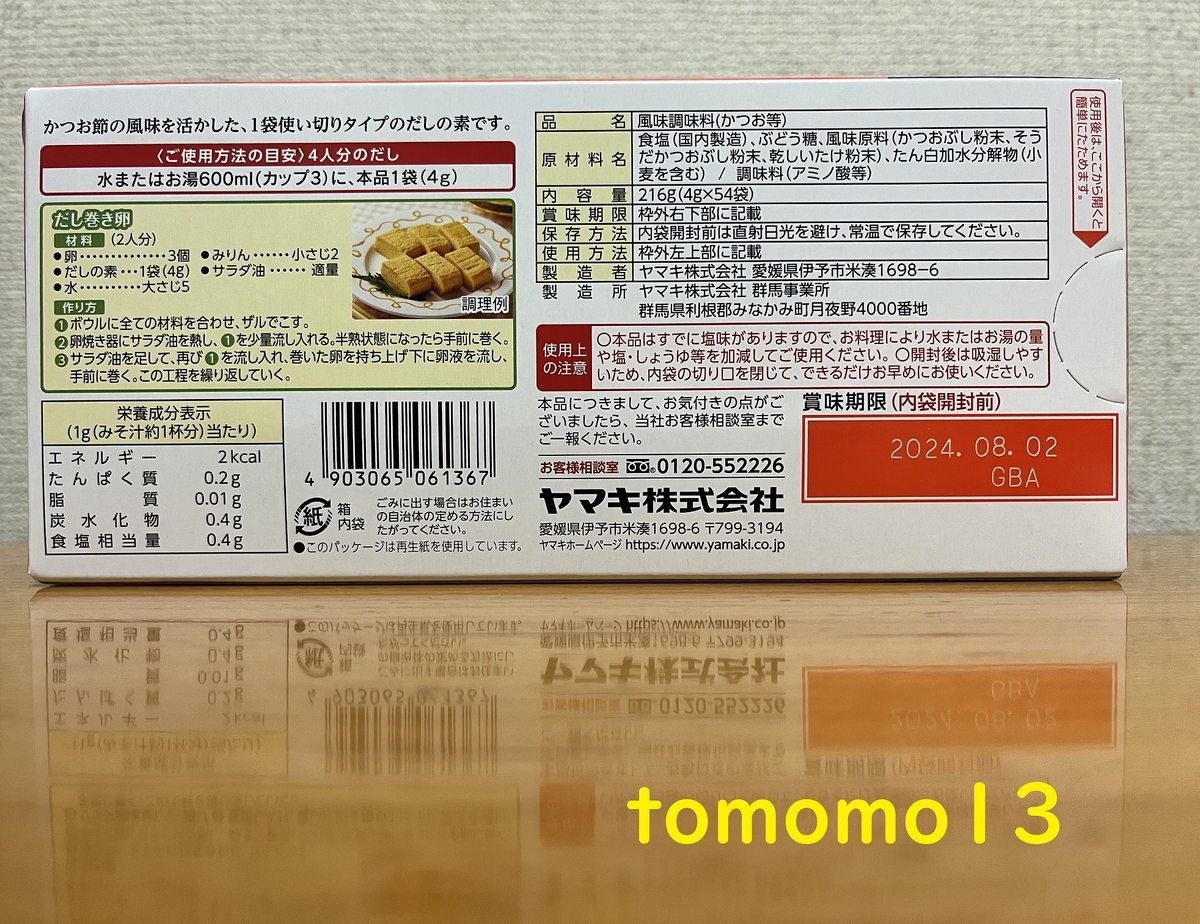 かつお節の風味を活かした、1袋使い切りタイプのだしの素です。
〈ご使用方法の目安〉4人分のだし
水またはお湯600ml(カップ3)に、本品1袋(4g)
だし巻き卵
材料 (2人分)
●卵……………3個 ●みりん……小さじ2
●だしの素…1袋(4g) ●サラダ油……適量
●水…………大さじ5
調理例
作り方
1 ボウルに全ての材料を合わせ、ザルでこす。
2 卵焼き器にサラダ油を熱し、1を少量流し入れる。半熟状態になったら手前に巻く。
3 サラダ油を足して、再び1を流し入れ、巻いた卵を持ち上げ下に卵液を流し、
手前に巻く。この工程を繰り返していく。
栄養成分表示
(1g(みそ汁約1杯分)当たり)
エネルギー 2kcal
たんぱく質 0.2g
脂質 0.01g
炭水化物 0.4g
食塩相当量 0.4g
4 903065 061367
紙 箱 内袋
ごみに出す場合はお住まい
の自治体の定める方法にし
たがってください。
●このパッケージは再生紙を使用しています。
品名 風味調味料(かつお等)
原材料名 食塩(国内製造)、ぶどう糖、風味原料(かつおぶし粉末、そう
だかつおぶし粉末、乾しいたけ粉末)、たん白加水分解物(小
麦を含む) / 調味料(アミノ酸等)
内容量 216g(4g×54袋)
賞味期限 枠外右下部に記載
保存方法 内袋開封前は直射日光を避け、常温で保存してください。
使用方法 枠外左上部に記載
製造者 ヤマキ株式会社 愛媛県伊予市米湊1698−6
製造所 ヤマキ株式会社 群馬事業所
群馬県利根郡みなかみ町月夜野4000番地
使用上
の注意
○本品はすでに塩味がありますので、お料理により水またはお湯の量
や塩・しょうゆ等を加減してご使用ください。○開封後は吸湿しやす
いため、内袋の切り口を閉じて、できるだけお早めにお使いください。
本品につきまして、お気付きの点がご
ざいましたら、当社お客様相談室まで
ご一報ください。
お客様相談室 0120-552226
ヤマキ株式会社
愛媛県伊予市米湊1698-6 〒799-3194
ヤマキホームページ https://www.yamaki.co.jp
賞味期限(内袋開封前)
2024.08.02
GBA
使用後は、ここから開くと
簡単にたためます。
tomomo13